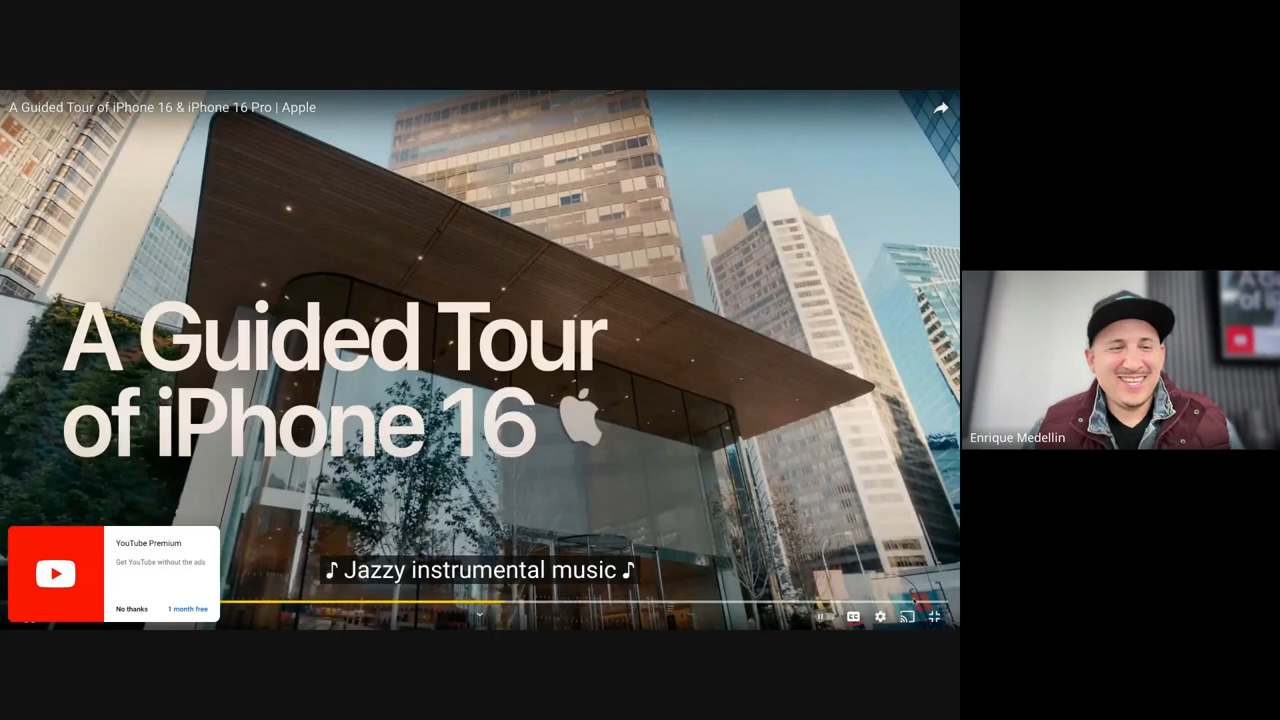 A Guided Tour of iPhone 16 & iPhone 16 Pro | Apple
A Guided Tour
of iPhone 16
YouTube Premium
Get YouTube without the ads
No thanks
1 month free
♪ Jazzy instrumental music ♪
CC
Enrique Medellin